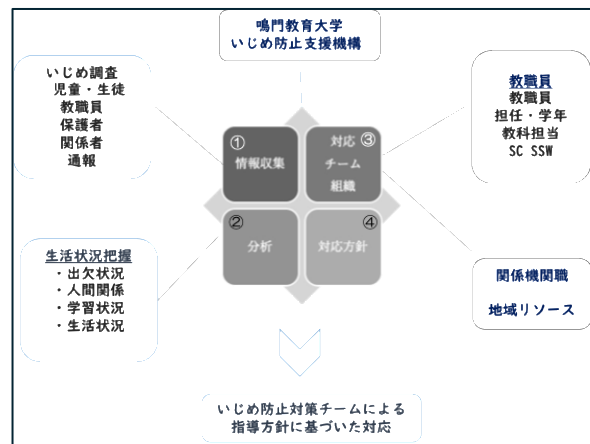 鳴門教育大学
いじめ防止支援機構
いじめ調査
児童・生徒
教職員
保護者
関係者
通報
教職員
教職員
担任・学年
教科担当
SC SSW
①
情報収集
対応 ③
チーム
組織
②
分析
④
対応方針
生活状況把握
・出欠状況
・人間関係
・学習状況
・生活状況
関係機関職
地域リソース
いじめ防止対策チームによる
指導方針に基づいた対応